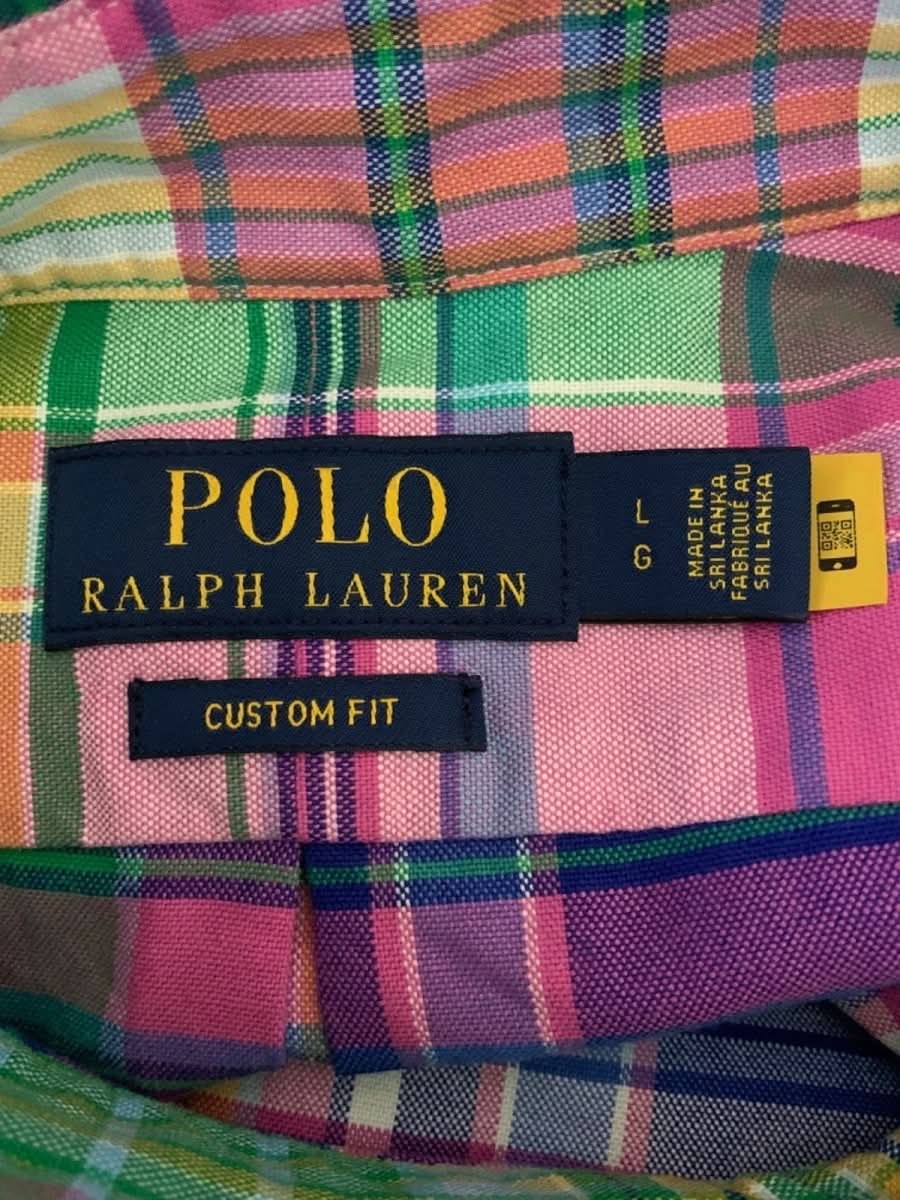 POLO
RALPH LAUREN
L
G
MADE IN
SRI LANKA
FABRIQUÉ AU
SRI LANKA
CUSTOM FIT